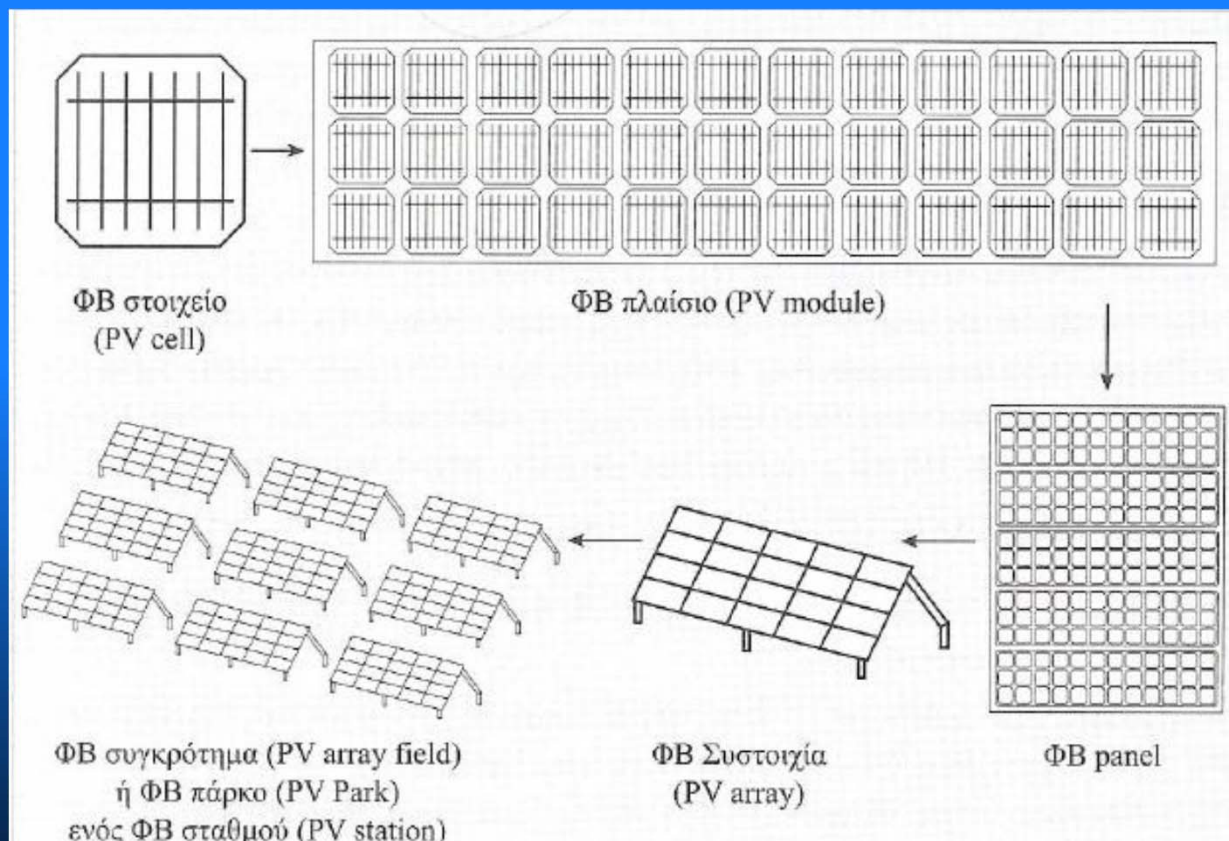 ΦΒ στοιχείο
(PV cell)
ΦΒ πλαίσιο (PV module)
ΦΒ panel
ΦΒ Συστοιχία
(PV array)
ΦΒ συγκρότημα (PV array field)
ή ΦΒ πάρκο (PV Park)
ενός ΦΒ σταθμού (PV station)